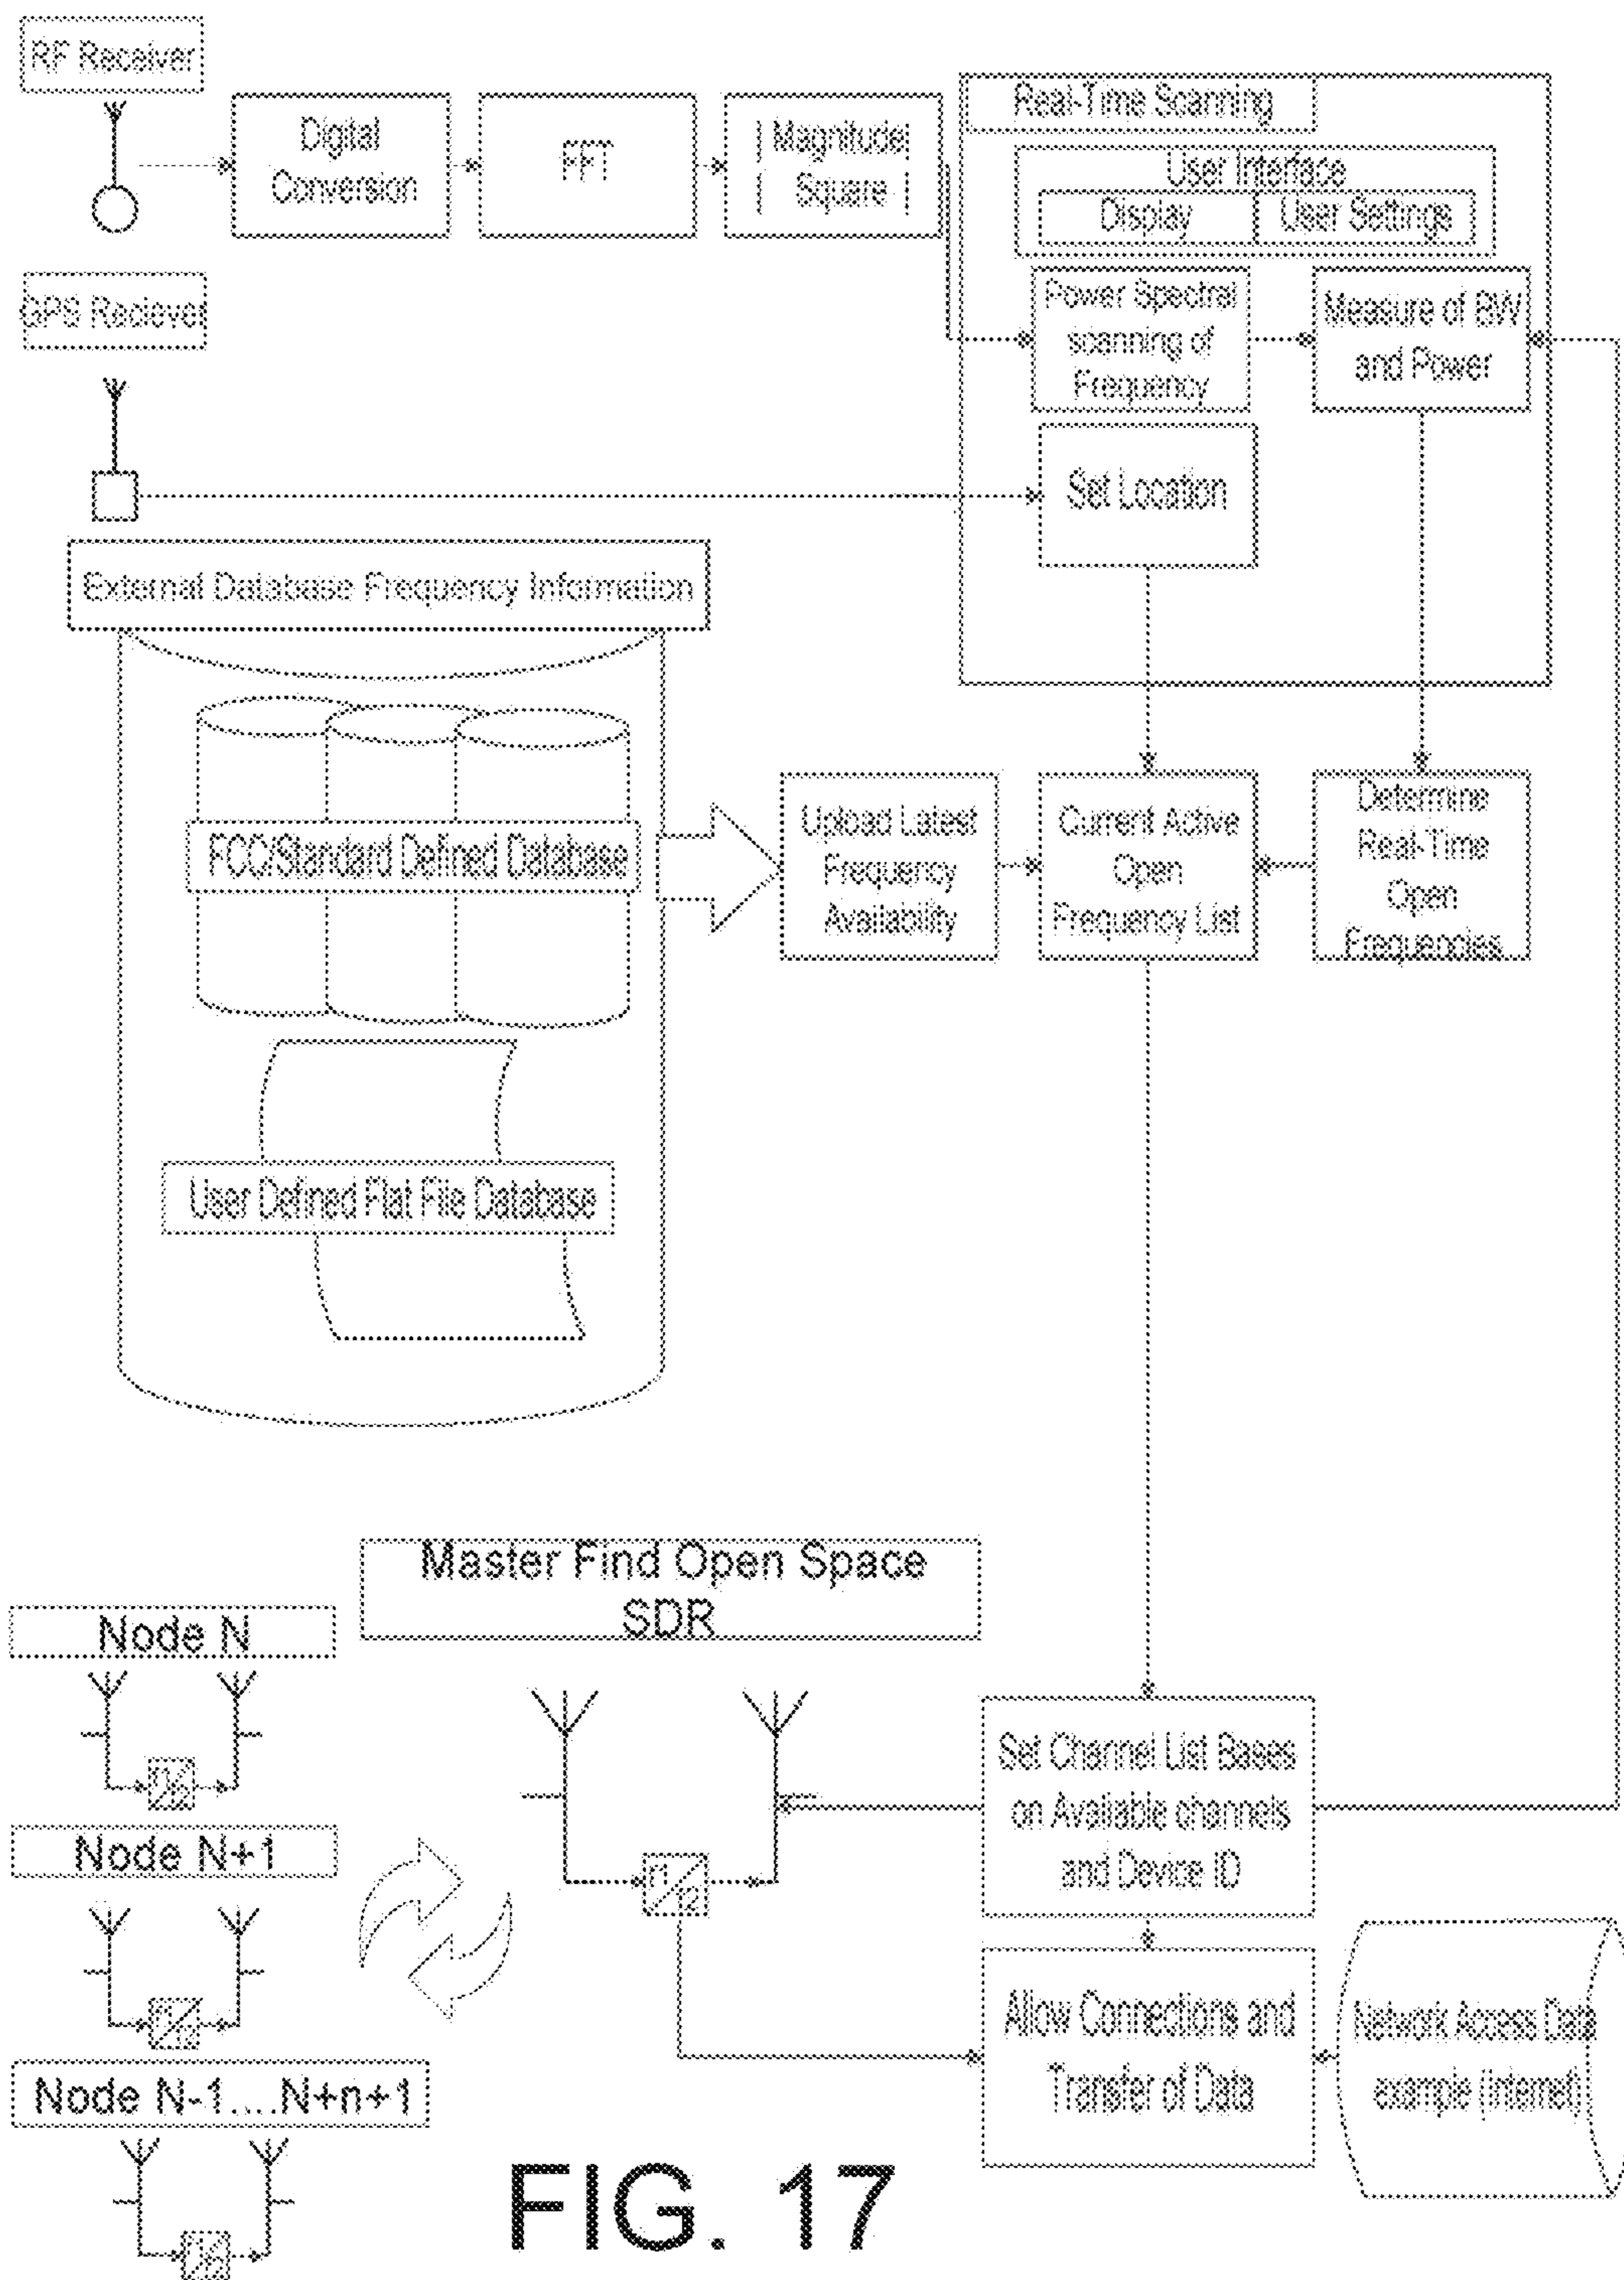 RF Receiver
Digital
Conversion
FFT
| Magnitude |
| Square |
Real-Time Scanning
User Interface
Display
User Settings
GPS Reciever
Power Spectral
scanning of
Frequency
Measure of BW
and Power
Set Location
External Database Frequency Information
FCC/Standard Defined Database
Upload Latest
Frequency
Availability
Current Active
Open
Frequency List
Determine
Real-Time
Open
Frequencies
User Defined Flat File Database
Master Find Open Space
SDR
Node N
Node N+1
Node N-1....N+n+1
Set Channel List Bases
on Available channels
and Device ID
Allow Connections and
Transfer of Data
Network Access Data
example (Internet)
FIG. 17